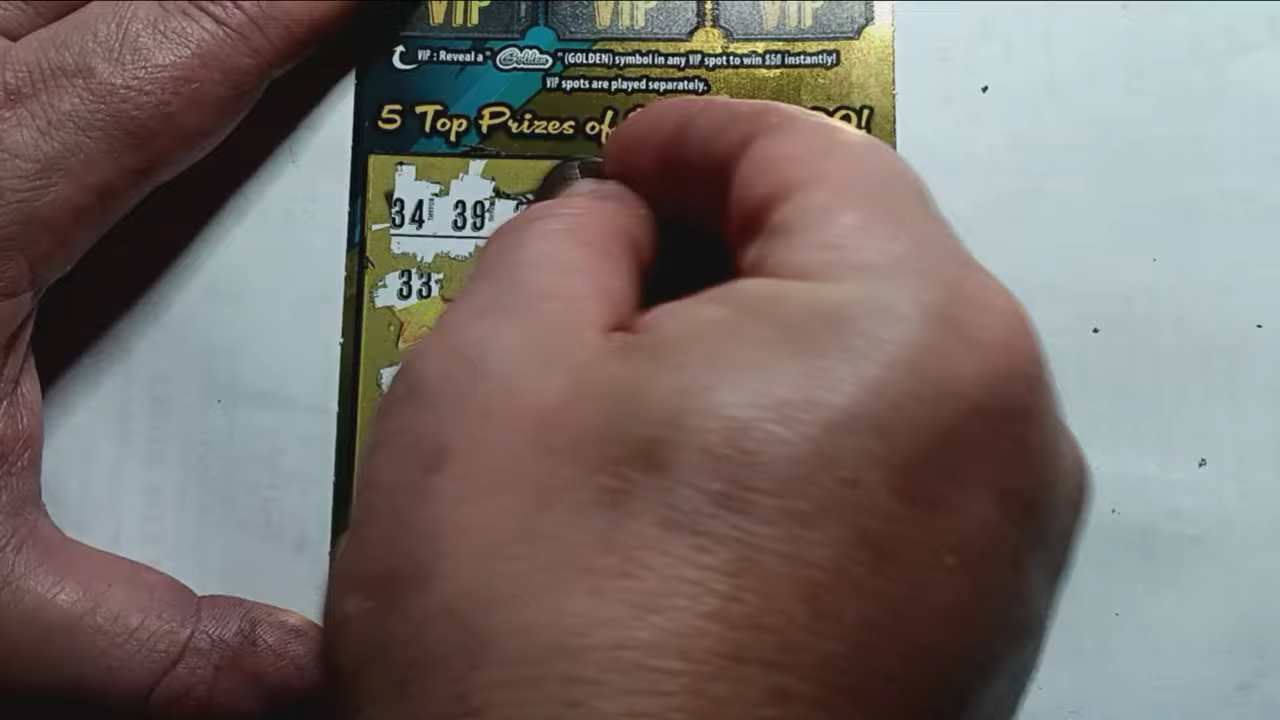 VIP VIP VIP
VIP : Reveal a " Golden " (GOLDEN) symbol in any VIP spot to win $50 instantly!
VIP spots are played separately.
5 Top Prizes of
34 39
33